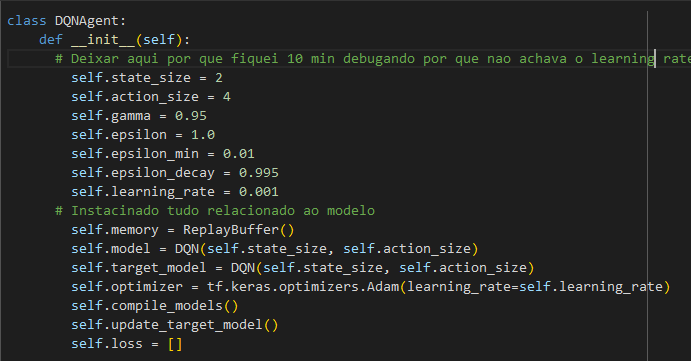 class DQNAgent:
    def __init__(self):
      # Deixar aqui por que fiquei 10 min debugando por que nao achava o learning rate
        self.state_size = 2
        self.action_size = 4
        self.gamma = 0.95
        self.epsilon = 1.0
        self.epsilon_min = 0.01
        self.epsilon_decay = 0.995
        self.learning_rate = 0.001
      # Instacinado tudo relacionado ao modelo
        self.memory = ReplayBuffer()
        self.model = DQN(self.state_size, self.action_size)
        self.target_model = DQN(self.state_size, self.action_size)
        self.optimizer = tf.keras.optimizers.Adam(learning_rate=self.learning_rate)
        self.compile_models()
        self.update_target_model()
        self.loss = []